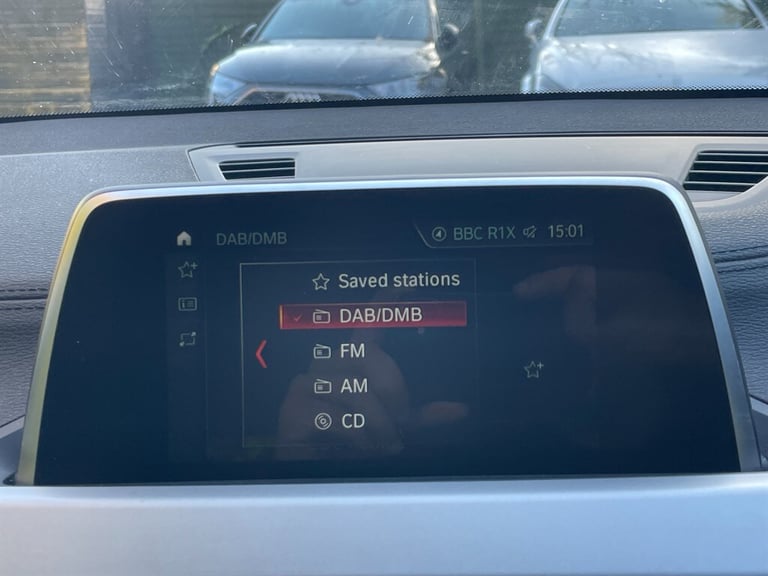 DAB/DMB
BBC R1X 15:01
Saved stations
DAB/DMB
FM
AM
CD